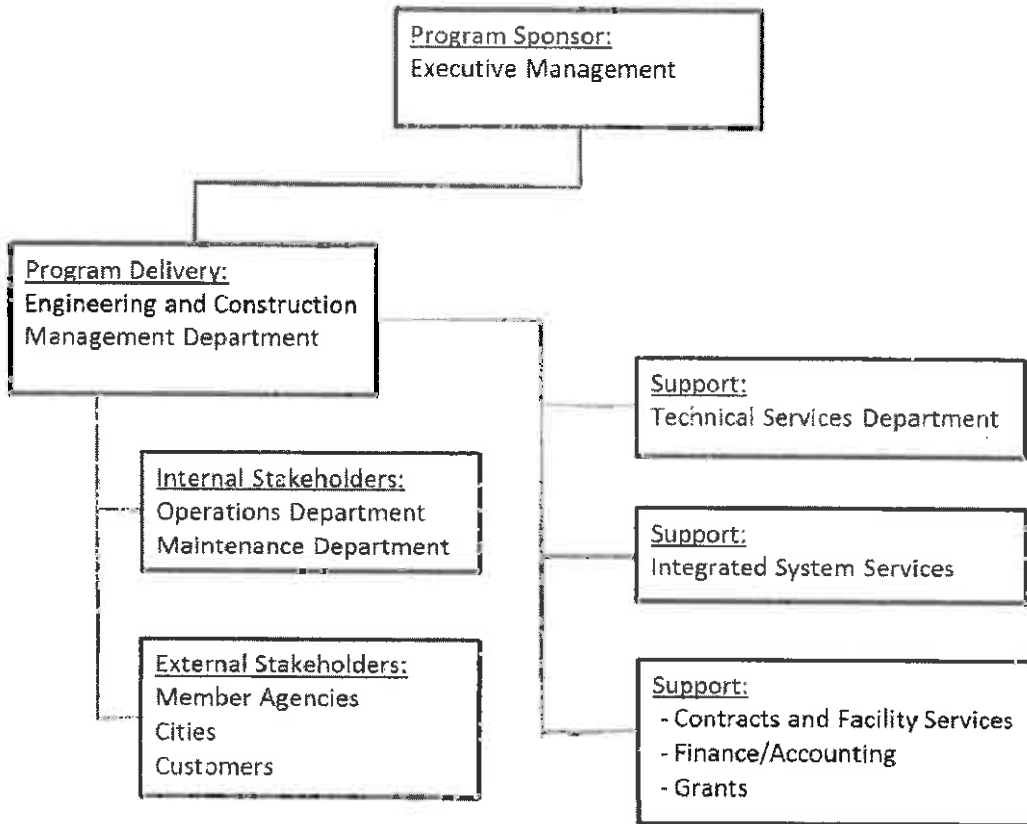 Program Sponsor:
Executive Management
Program Delivery:
Engineering and Construction
Management Department
Internal Stakeholders:
Operations Department
Maintenance Department
External Stakeholders:
Member Agencies
Cities
Customers
Support:
Technical Services Department
Support:
Integrated System Services
Support:
- Contracts and Facility Services
- Finance/Accounting
- Grants